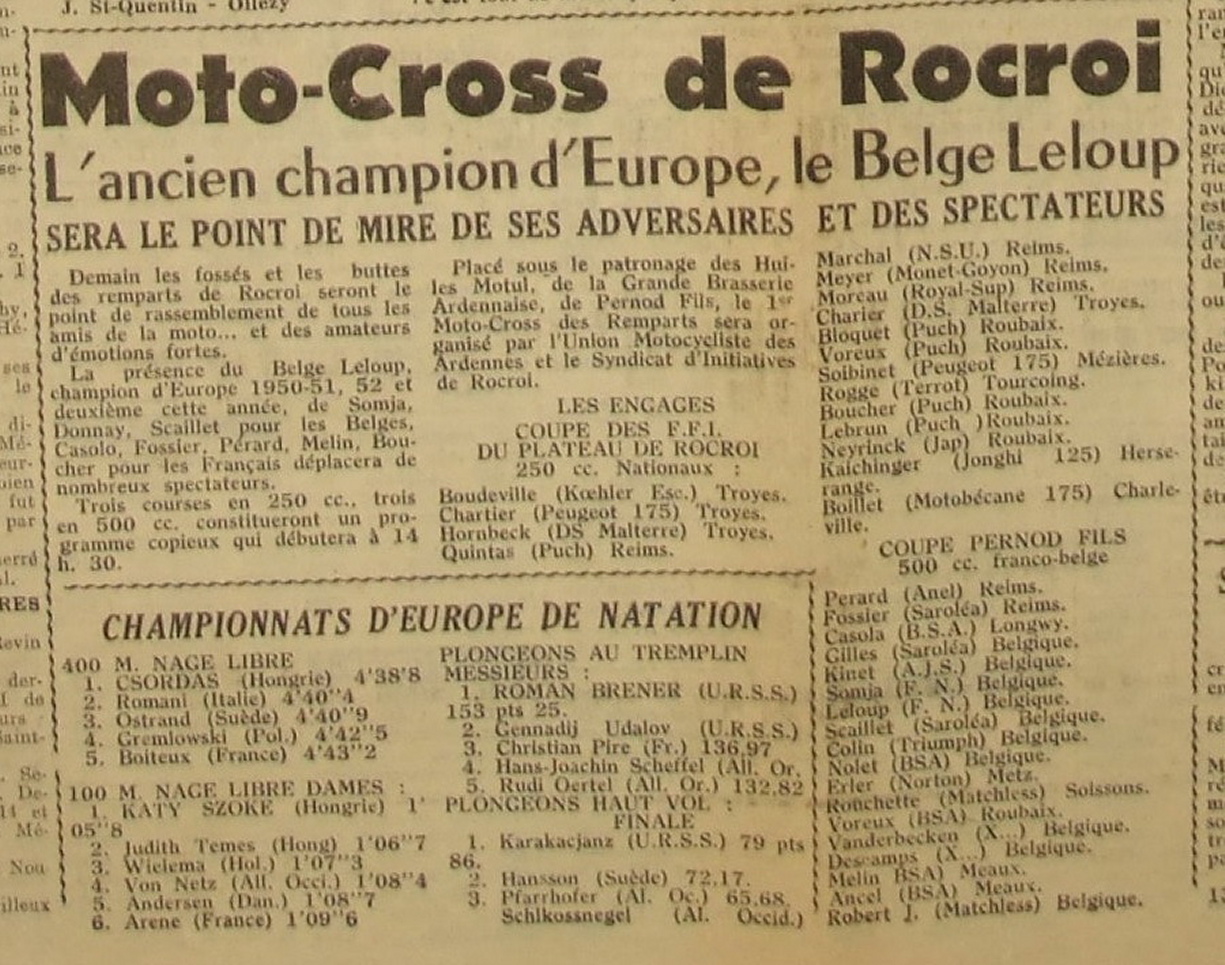 J. St-Quentin - Ollezy
Moto-Cross de Rocroi
L'ancien champion d'Europe, le Belge Leloup
SERA LE POINT DE MIRE DE SES ADVERSAIRES ET DES SPECTATEURS
Demain les fossés et les buttes
des remparts de Rocroi seront le
point de rassemblement de tous les
amis de la moto... et des amateurs
d'émotions fortes.
La présence du Belge Leloup,
champion d'Europe 1950-51, 52 et
deuxième cette année, de Somja,
Donnay, Scaillet pour les Belges,
Casolo, Fossier, Pérard, Melin, Bou-
cher pour les Français déplacera de
nombreux spectateurs.
Trois courses en 250 cc., trois
en 500 cc. constitueront un pro-
gramme copieux qui débutera à 14
h. 30.
Placé sous le patronage des Hui-
les Motul, de la Grande Brasserie
Ardennaise, de Pernod Fils, le 1er
Moto-Cross des Remparts sera or-
ganisé par l'Union Motocycliste des
Ardennes et le Syndicat d'Initiatives
de Rocroi.
LES ENGAGES
COUPE DES F.F.I.
DU PLATEAU DE ROCROI
250 cc. Nationaux :
Boudeville (Kœhler Esc.) Troyes.
Chartier (Peugeot 175) Troyes.
Hornbeck (DS Malterre) Troyes.
Quintas (Puch) Reims.
Marchal (N.S.U.) Reims.
Meyer (Monet-Goyon) Reims.
Moreau (Royal-Sup) Reims.
Charier (D.S. Malterre) Troyes.
Bloquet (Puch) Roubaix.
Voreux (Puch) Roubaix.
Soibinet (Peugeot 175) Mézières.
Rogge (Terrot) Tourcoing.
Boucher (Puch) Roubaix.
Lebrun (Puch )Roubaix.
Neyrinck (Jap) Roubaix.
Kaichinger (Jonghi 125) Herse-
range.
Boillet (Motobécane 175) Charle-
ville.
COUPE PERNOD FILS
500 cc. franco-belge
Perard (Anel) Reims.
Fossier (Saroléa) Reims.
Casola (B.S.A.) Longwy.
Gilles (Saroléa) Belgique.
Kinet (A.J.S.) Belgique.
Somja (F. N.) Belgique.
Leloup (F. N.) Belgique.
Scaillet (Saroléa) Belgique.
Colin (Triumph) Belgique.
Nolet (BSA) Belgique.
Erler (Norton) Metz.
Rouchette (Matchless) Soissons.
Voreux (BSA) Roubaix.
Vanderbecken (X...) Belgique.
Descamps (X...) Belgique.
Melin (BSA) Meaux.
Ancel (BSA) Meaux.
Robert J. (Matchless) Belgique.
CHAMPIONNATS D'EUROPE DE NATATION
400 M. NAGE LIBRE
1. CSORDAS (Hongrie) 4'38"8
2. Romani (Italie) 4'40"4
3. Ostrand (Suède) 4'40"9
4. Gremlowski (Pol.) 4'42"5
5. Boiteux (France) 4'43"2
100 M. NAGE LIBRE DAMES :
1. KATY SZOKE (Hongrie) 1'
05"8
2. Judith Temes (Hong) 1'06"7
3. Wielema (Hol.) 1'07"3
4. Von Netz (All. Occi.) 1'08"4
5. Andersen (Dan.) 1'08"7
6. Arene (France) 1'09"6
PLONGEONS AU TREMPLIN
MESSIEURS :
1. ROMAN BRENER (U.R.S.S.)
153 pts 25.
2. Gennadij Udalov (U.R.S.S.)
3. Christian Pire (Fr.) 136,97
4. Hans-Joachin Scheffel (All. Or.
5. Rudi Oertel (All. Or.) 132,82
PLONGEONS HAUT VOL :
FINALE
1. Karakacjanz (U.R.S.S.) 79 pts
86.
2. Hansson (Suède) 72,17.
3. Pfarrhofer (Al. Oc.) 65,68.
Schlkossnegel (Al. Occid.)